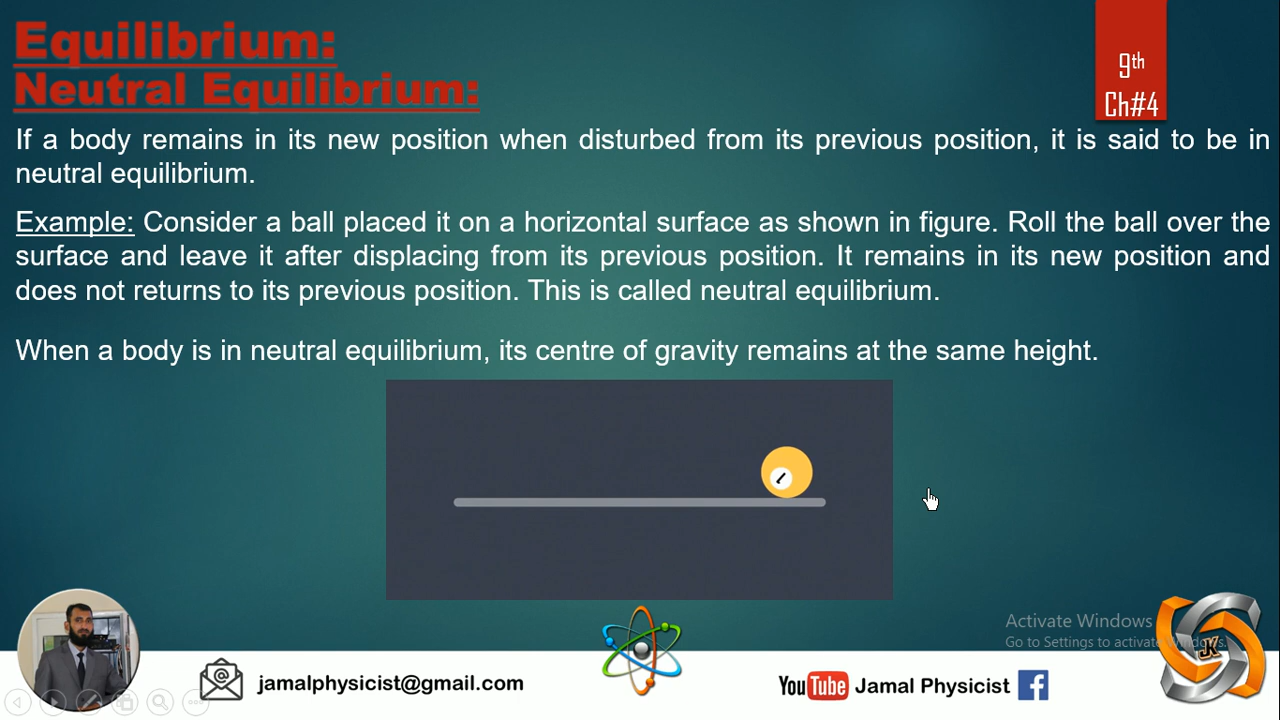 Equilibrium:
Neutral Equilibrium:
9th
Ch#4
If a body remains in its new position when disturbed from its previous position, it is said to be in
neutral equilibrium.
Example: Consider a ball placed it on a horizontal surface as shown in figure. Roll the ball over the
surface and leave it after displacing from its previous position. It remains in its new position and
does not returns to its previous position. This is called neutral equilibrium.
When a body is in neutral equilibrium, its centre of gravity remains at the same height.
Activate Windows
Go to Settings to activate Windows.
JK
jamalphysicist@gmail.com
YouTube Jamal Physicist f